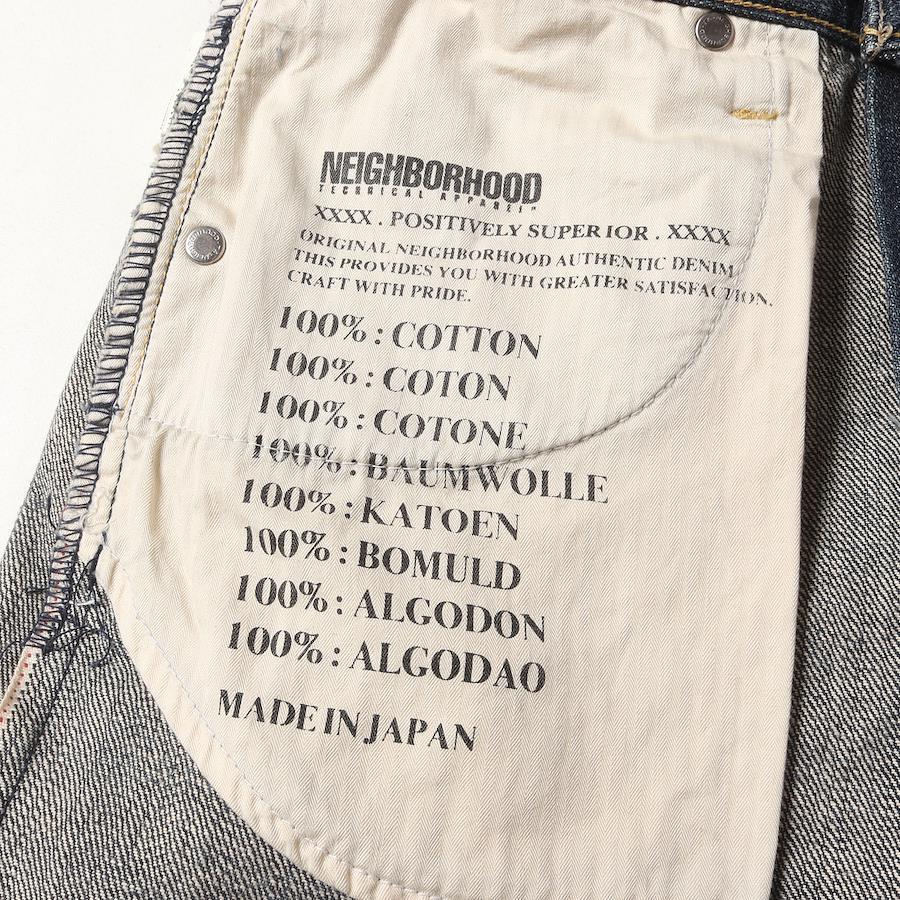 NEIGHBORHOOD
TECHNICAL APPAREL™
XXXX . POSITIVELY SUPERIOR . XXXX
ORIGINAL NEIGHBORHOOD AUTHENTIC DENIM
THIS PROVIDES YOU WITH GREATER SATISFACTION.
CRAFT WITH PRIDE.
100% : COTTON
100% : COTON
100% : COTONE
100% : BAUMWOLLE
100% : KATOEN
100% : BOMULD
100% : ALGODON
100% : ALGODAO
MADE IN JAPAN